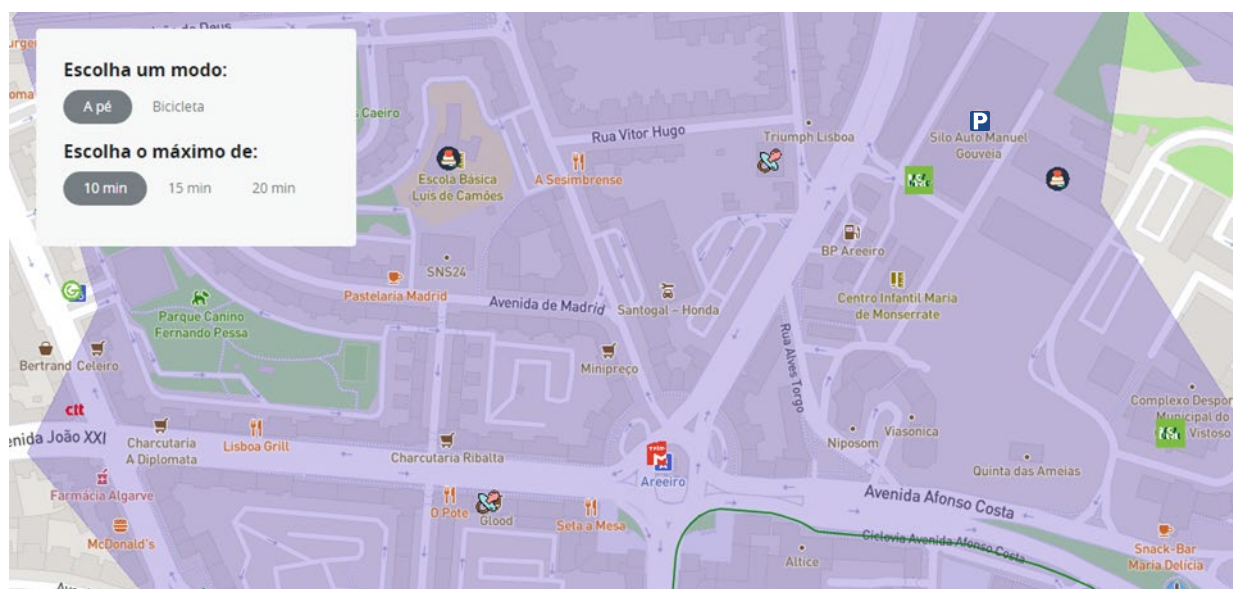 Escolha um modo:
A pé
Bicicleta
Escolha o máximo de:
10 min
15 min
20 min
Caeiro
Rua Vitor Hugo
Triumph Lisboa
P
Silo Auto Manuel
Gouveia
Escola Básica
Luís de Camões
A Sesimbrense
BP Areeiro
SNS24
Pastelaria Madrid
Avenida de Madrid
Santogal – Honda
Centro Infantil Maria
de Monserrate
Parque Canino
Fernando Pessa
Rua Alves Torgo
Bertrand
Celeiro
Minipreço
Complexo Despor
Municipal do
Vistoso
ctt
enida João XXI
Charcutaria
A Diplomata
Lisboa Grill
Charcutaria Ribalta
M
Areeiro
Niposom
Viasonica
Quinta das Ameias
Farmácia Algarve
O Pote
Glood
Seta a Mesa
Avenida Afonso Costa
McDonald's
Altice
Ciclovia Avenida Afonso Costa
Snack-Bar
Maria Delícia